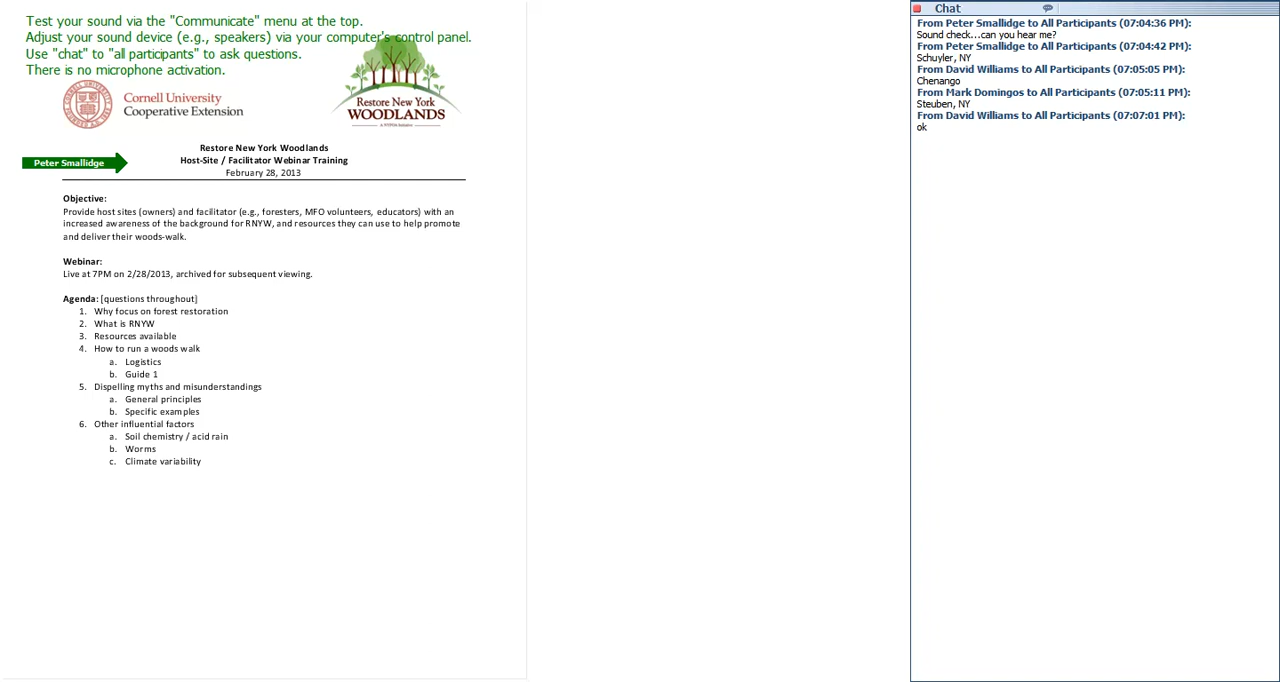 Test your sound via the "Communicate" menu at the top.
Adjust your sound device (e.g., speakers) via your computer's control panel.
Use "chat" to "all participants" to ask questions.
There is no microphone activation.
Cornell University
Cooperative Extension
Restore New York
WOODLANDS
Peter Smallidge
Restore New York Woodlands
Host-Site / Facilitator Webinar Training
February 28, 2013
Objective:
Provide host sites (owners) and facilitator (e.g., foresters, MFO volunteers, educators) with an
increased awareness of the background for RNYW, and resources they can use to help promote
and deliver their woods-walk.
Webinar:
Live at 7PM on 2/28/2013, archived for subsequent viewing.
Agenda: [questions throughout]
1. Why focus on forest restoration
2. What is RNYW
3. Resources available
4. How to run a woods walk
a. Logistics
b. Guide 1
5. Dispelling myths and misunderstandings
a. General principles
b. Specific examples
6. Other influential factors
a. Soil chemistry / acid rain
b. Worms
c. Climate variability
Chat
From Peter Smallidge to All Participants (07:04:36 PM):
Sound check...can you hear me?
From Peter Smallidge to All Participants (07:04:42 PM):
Schuyler, NY
From David Williams to All Participants (07:05:05 PM):
Chenango
From Mark Domingos to All Participants (07:05:11 PM):
Steuben, NY
From David Williams to All Participants (07:07:01 PM):
ok